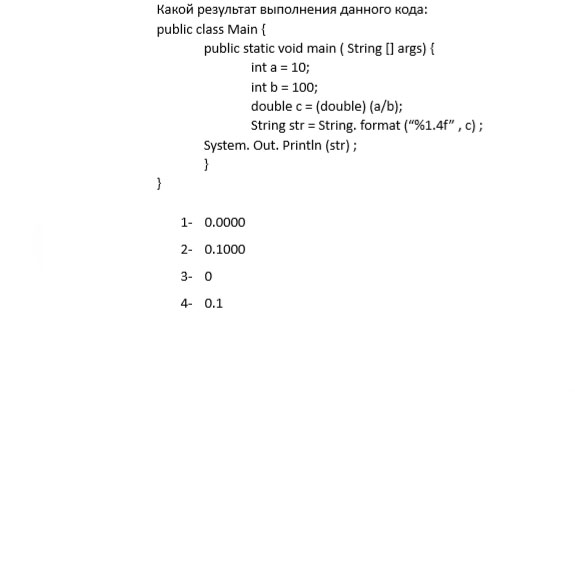 Какой результат выполнения данного кода:
public class Main {
public static void main ( String [] args) {
int a = 10;
int b = 100;
double c = (double) (a/b);
String str = String. format (“%1.4f” , c) ;
System. Out. Println (str) ;
}
}
1- 0.0000
2- 0.1000
3- 0
4- 0.1